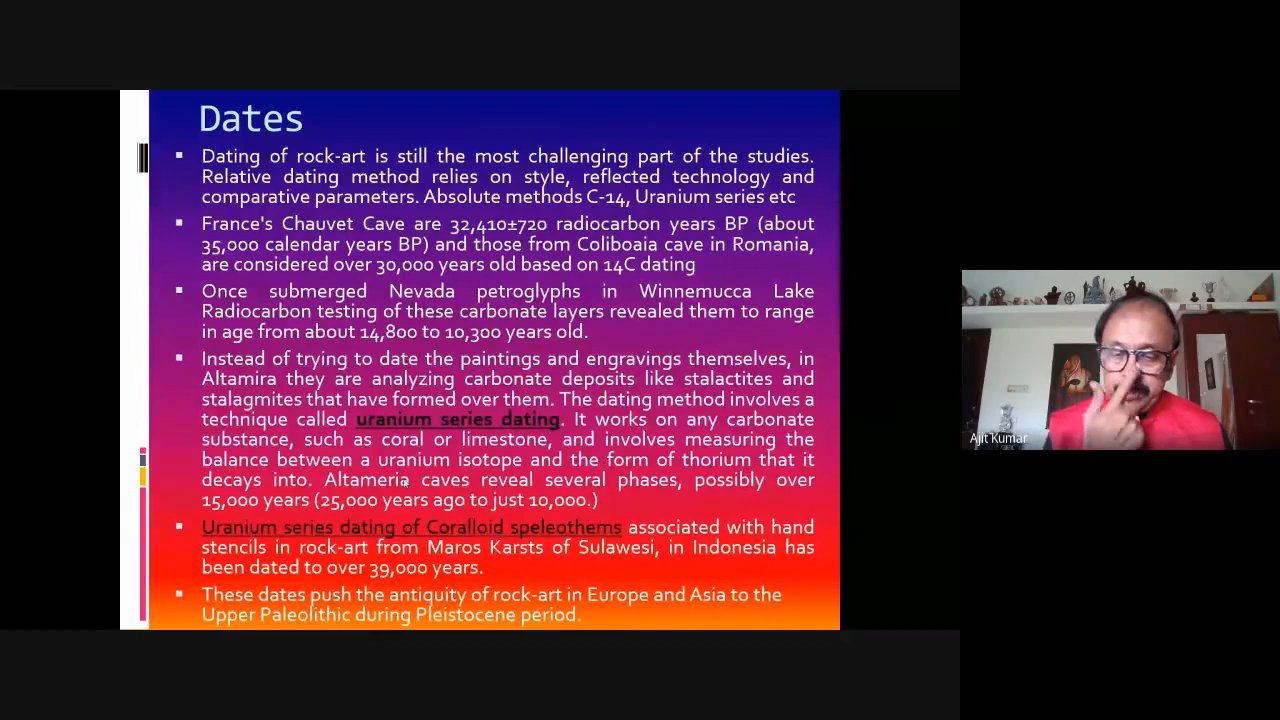 Dates
Dating of rock-art is still the most challenging part of the studies.
Relative dating method relies on style, reflected technology and
comparative parameters. Absolute methods C-14, Uranium series etc
France's Chauvet Cave are 32,410±720 radiocarbon years BP (about
35,000 calendar years BP) and those from Coliboaia cave in Romania,
are considered over 30,000 years old based on 14C dating
Once submerged Nevada petroglyphs in Winnemucca Lake
Radiocarbon testing of these carbonate layers revealed them to range
in age from about 14,800 to 10,300 years old.
Instead of trying to date the paintings and engravings themselves, in
Altamira they are analyzing carbonate deposits like stalactites and
stalagmites that have formed over them. The dating method involves a
technique called uranium series dating. It works on any carbonate
substance, such as coral or limestone, and involves measuring the
balance between a uranium isotope and the form of thorium that it
decays into. Altameria caves reveal several phases, possibly over
15,000 years (25,000 years ago to just 10,000.)
Uranium series dating of Coralloid speleothems associated with hand
stencils in rock-art from Maros Karsts of Sulawesi, in Indonesia has
been dated to over 39,000 years.
These dates push the antiquity of rock-art in Europe and Asia to the
Upper Paleolithic during Pleistocene period.
Ajit Kumar